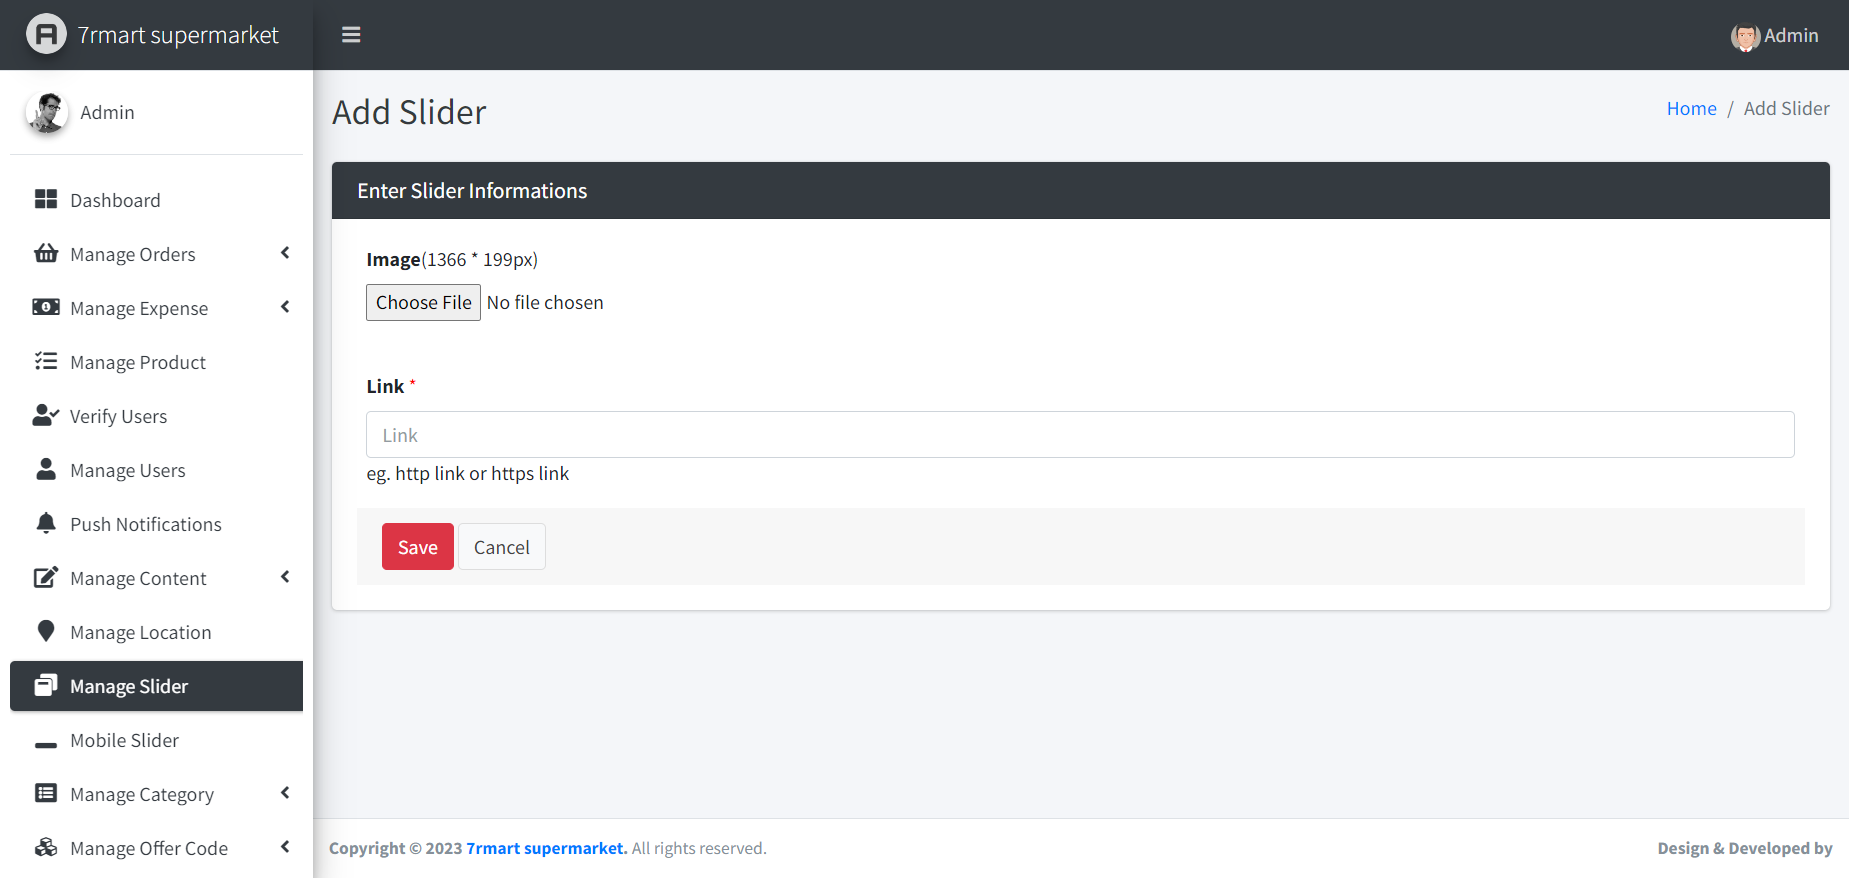 7rmart supermarket
Admin
Admin
Dashboard
Manage Orders
Manage Expense
Manage Product
Verify Users
Manage Users
Push Notifications
Manage Content
Manage Location
Manage Slider
Mobile Slider
Manage Category
Manage Offer Code
Add Slider
Home / Add Slider
Enter Slider Informations
Image(1366 * 199px)
Choose File No file chosen
Link *
Link
eg. http link or https link
Save Cancel
Copyright © 2023 7rmart supermarket. All rights reserved.
Design & Developed by